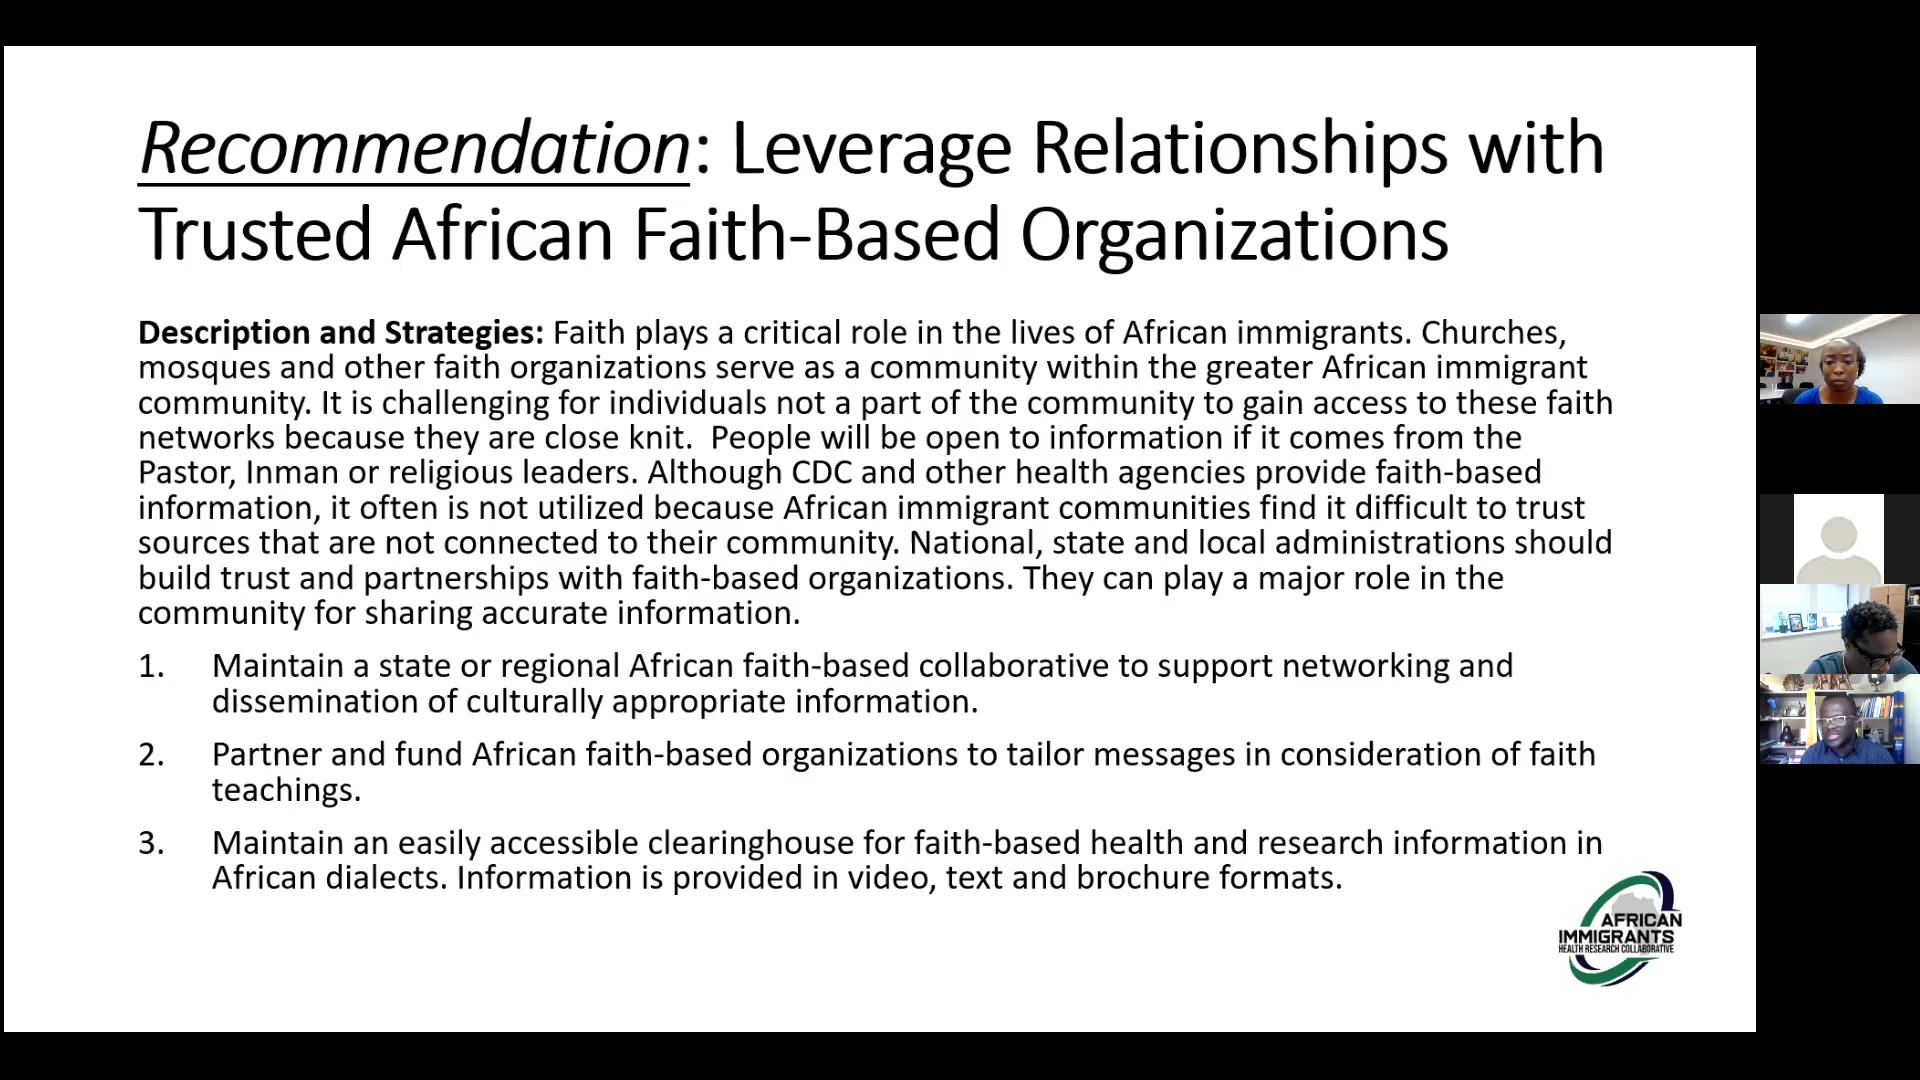 Recommendation: Leverage Relationships with
Trusted African Faith-Based Organizations
Description and Strategies: Faith plays a critical role in the lives of African immigrants. Churches,
mosques and other faith organizations serve as a community within the greater African immigrant
community. It is challenging for individuals not a part of the community to gain access to these faith
networks because they are close knit.  People will be open to information if it comes from the
Pastor, Inman or religious leaders. Although CDC and other health agencies provide faith-based
information, it often is not utilized because African immigrant communities find it difficult to trust
sources that are not connected to their community. National, state and local administrations should
build trust and partnerships with faith-based organizations. They can play a major role in the
community for sharing accurate information.
1. Maintain a state or regional African faith-based collaborative to support networking and
dissemination of culturally appropriate information.
2. Partner and fund African faith-based organizations to tailor messages in consideration of faith
teachings.
3. Maintain an easily accessible clearinghouse for faith-based health and research information in
African dialects. Information is provided in video, text and brochure formats.
AFRICAN
IMMIGRANTS
HEALTH RESEARCH COLLABORATIVE